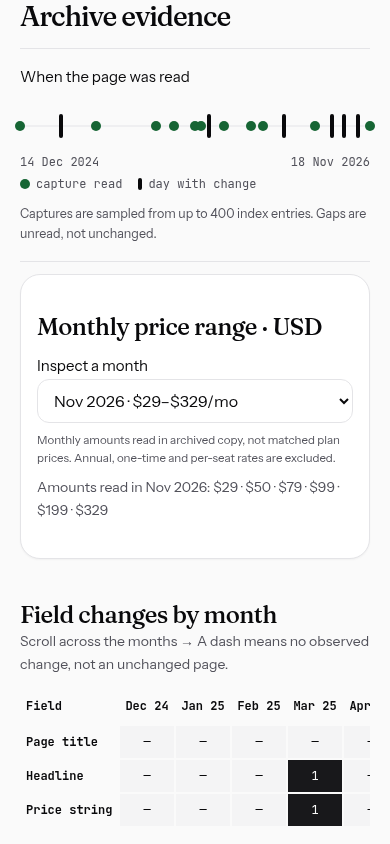 Archive evidence
When the page was read
14 Dec 2024 18 Nov 2026
capture read day with change
Captures are sampled from up to 400 index entries. Gaps are
unread, not unchanged.
Monthly price range · USD
Inspect a month
Nov 2026 · $29–$329/mo
Monthly amounts read in archived copy, not matched plan
prices. Annual, one-time and per-seat rates are excluded.
Amounts read in Nov 2026: $29 · $50 · $79 · $99 ·
$199 · $329
Field changes by month
Scroll across the months → A dash means no observed
change, not an unchanged page.
Field Dec 24 Jan 25 Feb 25 Mar 25 Apr
Page title — — — — –
Headline — — — 1 –
Price string — — — 1 –